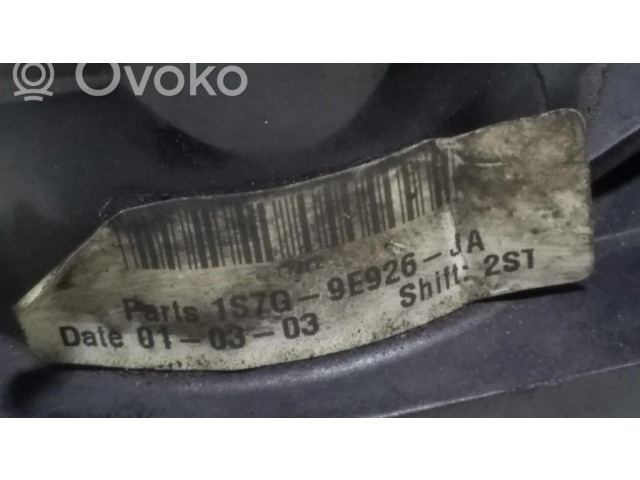 OVOKO
Parts 1S7G-9E926-JA
Date 01-03-03 Shift: 2ST